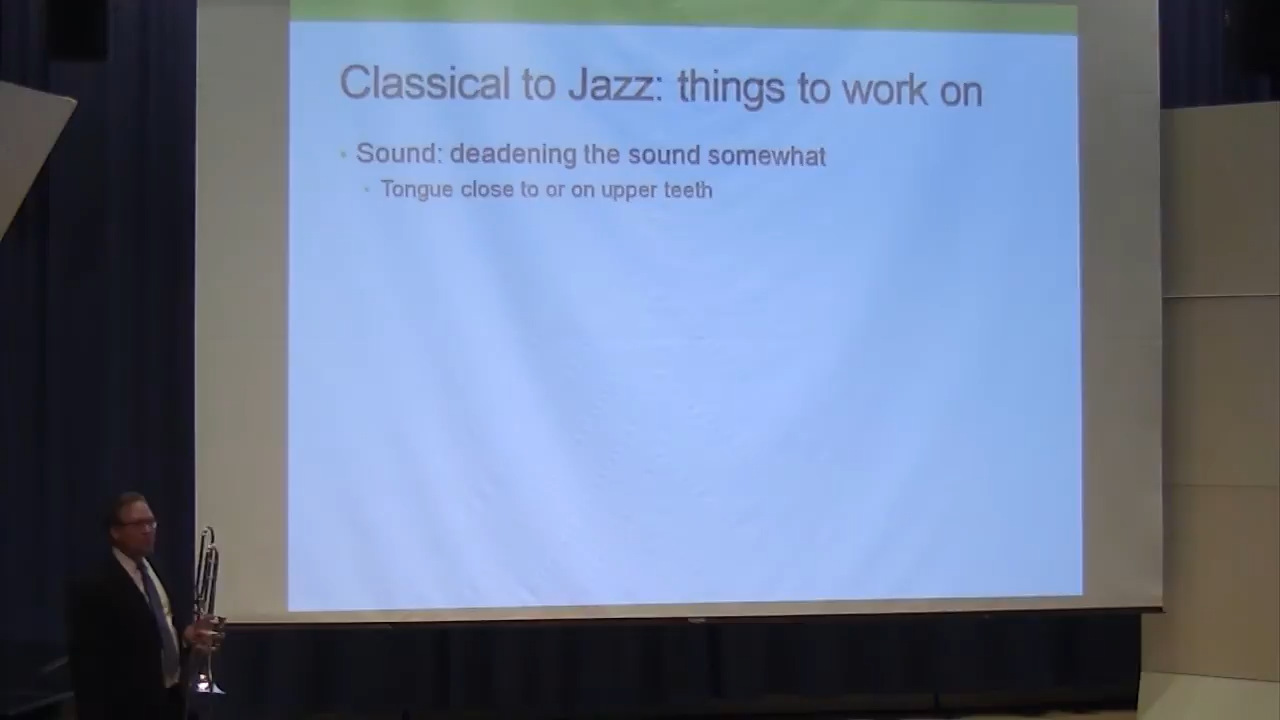 Classical to Jazz: things to work on
Sound: deadening the sound somewhat
Tongue close to or on upper teeth